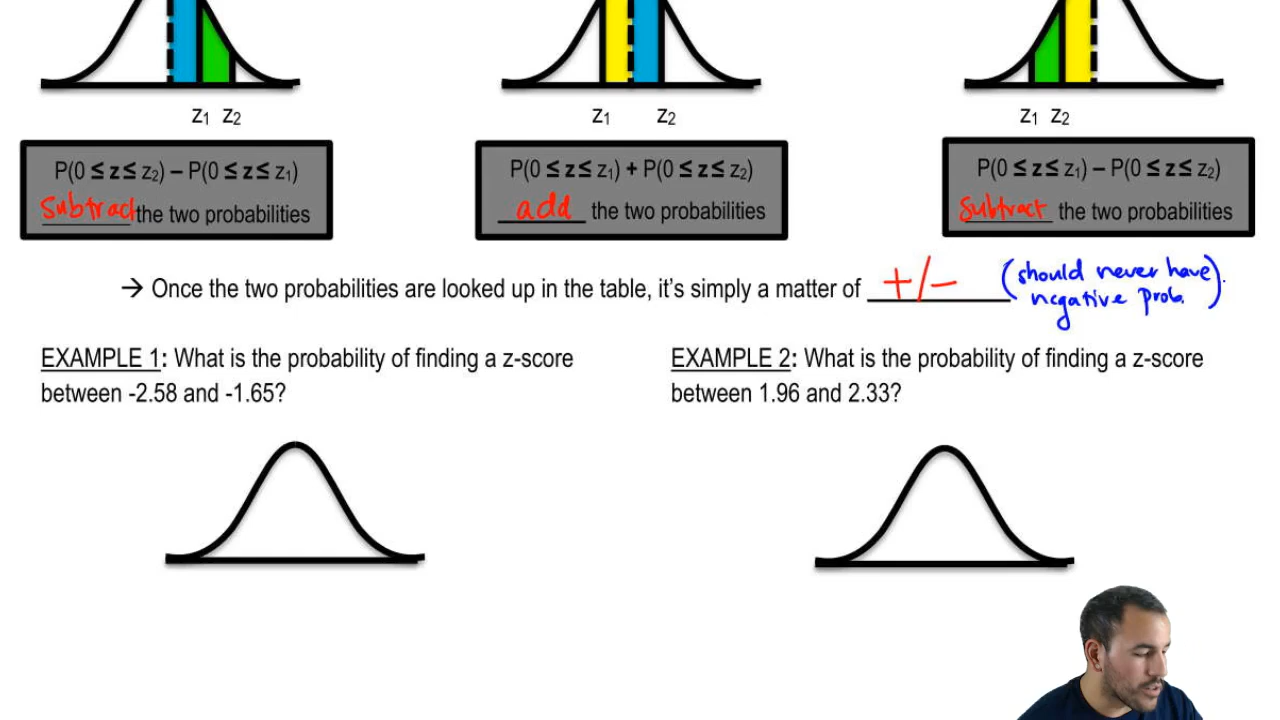 z₁ z₂
z₁ z₂
z₁ z₂
P(0 ≤ z ≤ z₂) – P(0 ≤ z ≤ z₁)
subtract the two probabilities
P(0 ≤ z ≤ z₁) + P(0 ≤ z ≤ z₂)
add the two probabilities
P(0 ≤ z ≤ z₁) – P(0 ≤ z ≤ z₂)
subtract the two probabilities
→ Once the two probabilities are looked up in the table, it's simply a matter of +/-
(should never have
negative prob.)
EXAMPLE 1: What is the probability of finding a z-score
between -2.58 and -1.65?
EXAMPLE 2: What is the probability of finding a z-score
between 1.96 and 2.33?